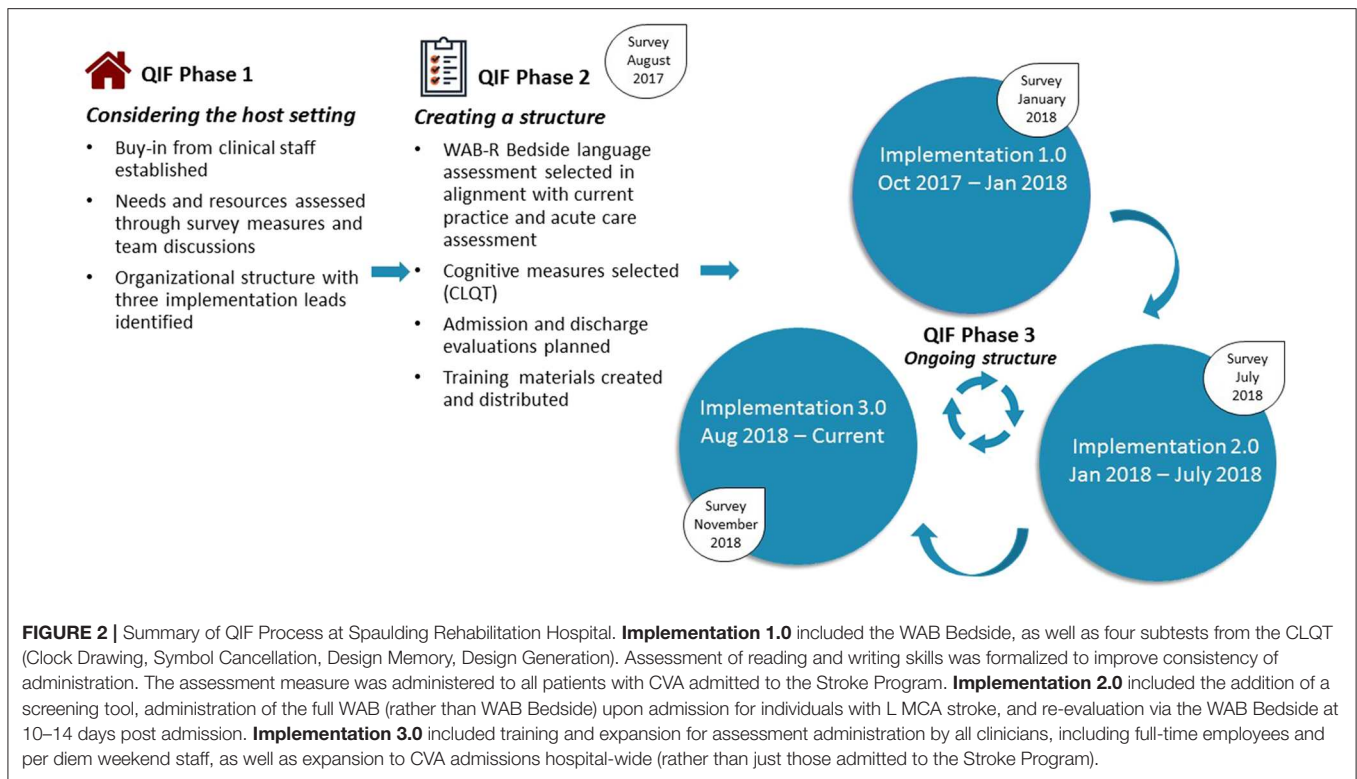 QIF Phase 1
Considering the host setting
• Buy-in from clinical staff
established
• Needs and resources assessed
through survey measures and
team discussions
• Organizational structure with
three implementation leads
identified
QIF Phase 2
Survey
August
2017
Creating a structure
• WAB-R Bedside language
assessment selected in
alignment with current
practice and acute care
assessment
• Cognitive measures selected
(CLQT)
• Admission and discharge
evaluations planned
• Training materials created
and distributed
Survey
January
2018
Implementation 1.0
Oct 2017 – Jan 2018
QIF Phase 3
Ongoing structure
Survey
July
2018
Implementation 2.0
Jan 2018 – July 2018
Implementation 3.0
Aug 2018 – Current
Survey
November
2018
FIGURE 2 | Summary of QIF Process at Spaulding Rehabilitation Hospital. Implementation 1.0 included the WAB Bedside, as well as four subtests from the CLQT
(Clock Drawing, Symbol Cancellation, Design Memory, Design Generation). Assessment of reading and writing skills was formalized to improve consistency of
administration. The assessment measure was administered to all patients with CVA admitted to the Stroke Program. Implementation 2.0 included the addition of a
screening tool, administration of the full WAB (rather than WAB Bedside) upon admission for individuals with L MCA stroke, and re-evaluation via the WAB Bedside at
10–14 days post admission. Implementation 3.0 included training and expansion for assessment administration by all clinicians, including full-time employees and
per diem weekend staff, as well as expansion to CVA admissions hospital-wide (rather than just those admitted to the Stroke Program).